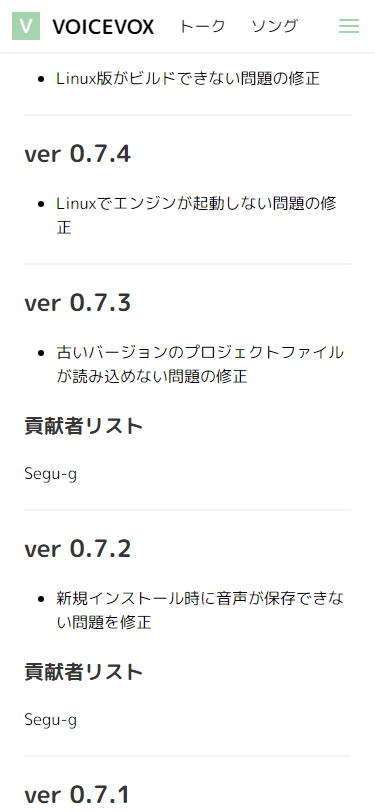 V VOICEVOX トーク ソング
Linux版がビルドできない問題の修正
ver 0.7.4
Linuxでエンジンが起動しない問題の修
正
ver 0.7.3
古いバージョンのプロジェクトファイル
が読み込めない問題の修正
貢献者リスト
Segu-g
ver 0.7.2
新規インストール時に音声が保存できな
い問題を修正
貢献者リスト
Segu-g
ver 0.7.1